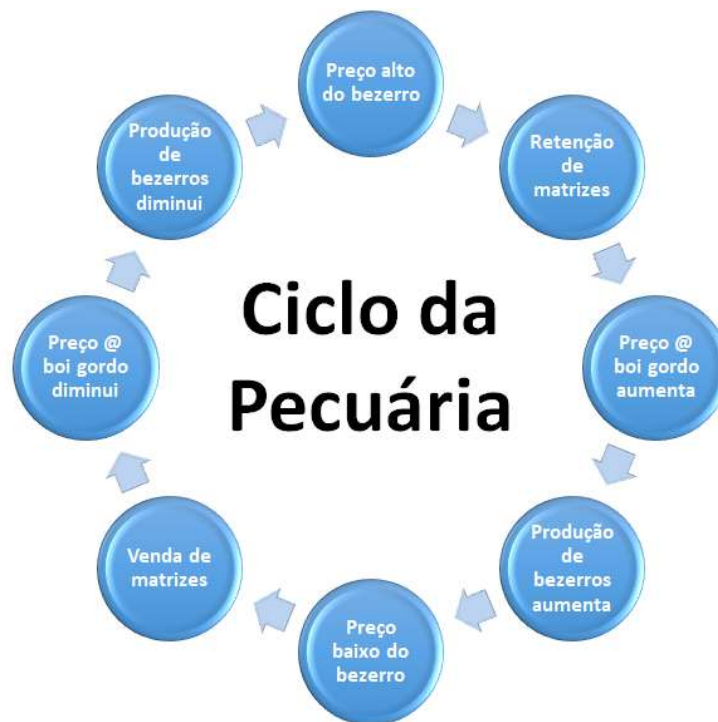 Preço alto
do bezerro
Retenção
de
matrizes
Preço @
boi gordo
aumenta
Produção
de
bezerros
aumenta
Preço
baixo do
bezerro
Venda de
matrizes
Preço @
boi gordo
diminui
Produção
de
bezerros
diminui
Ciclo da
Pecuária